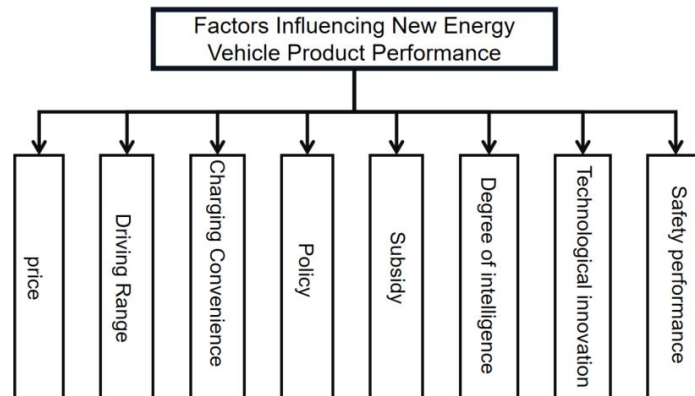 Factors Influencing New Energy
Vehicle Product Performance
price
Driving Range
Charging Convenience
Policy
Subsidy
Degree of intelligence
Technological innovation
Safety performance